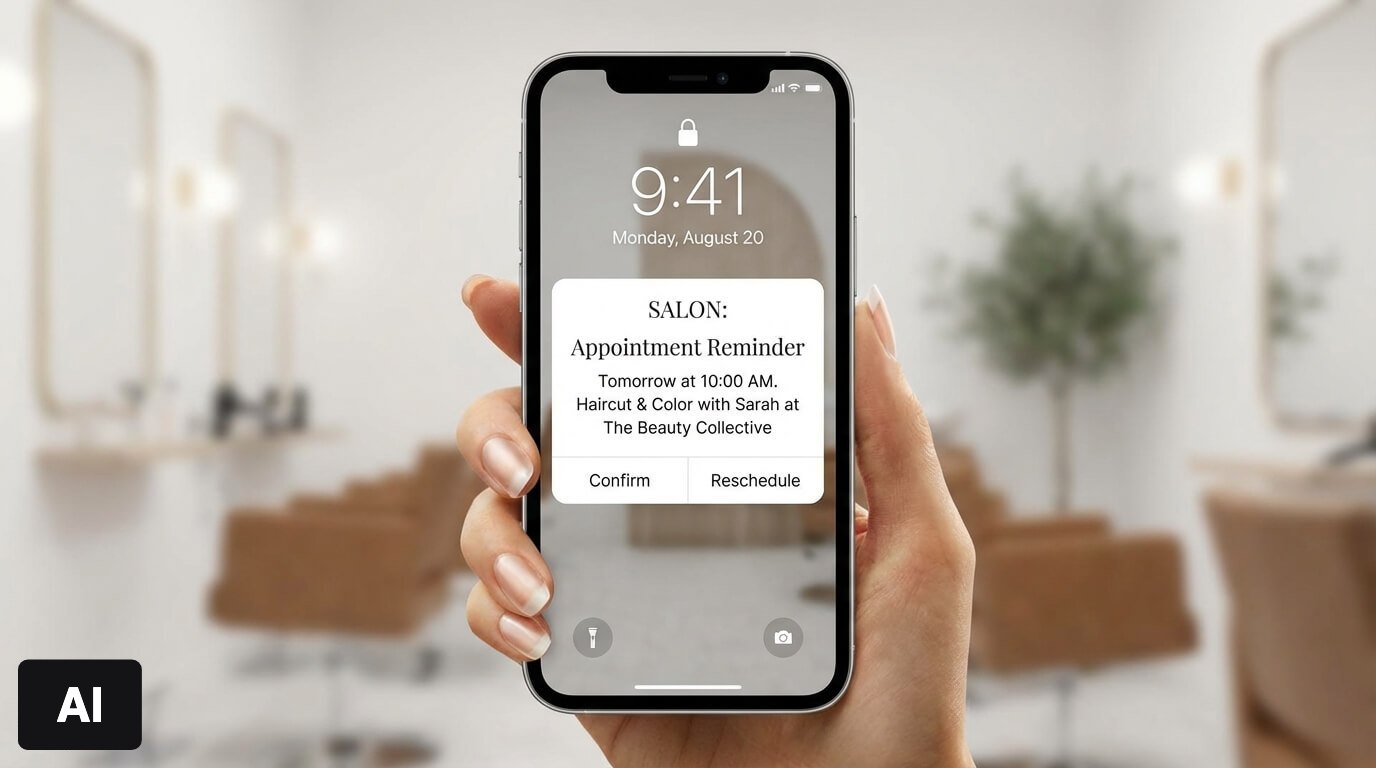 9:41
Monday, August 20
SALON:
Appointment Reminder
Tomorrow at 10:00 AM.
Haircut & Color with Sarah at
The Beauty Collective
Confirm
Reschedule
AI